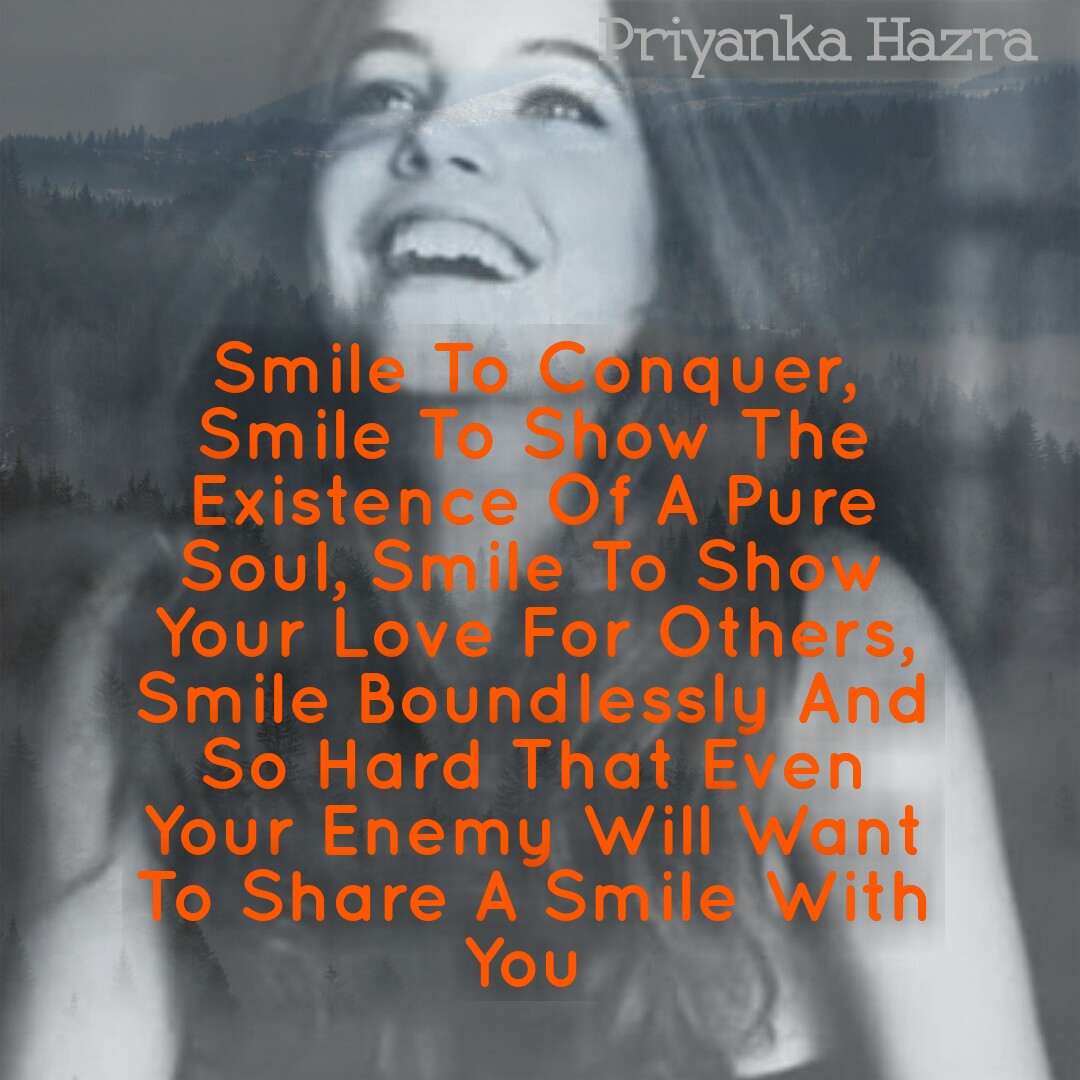 Priyanka Hazra
Smile To Conquer,
Smile To Show The
Existence Of A Pure
Soul, Smile To Show
Your Love For Others,
Smile Boundlessly And
So Hard That Even
Your Enemy Will Want
To Share A Smile With
You